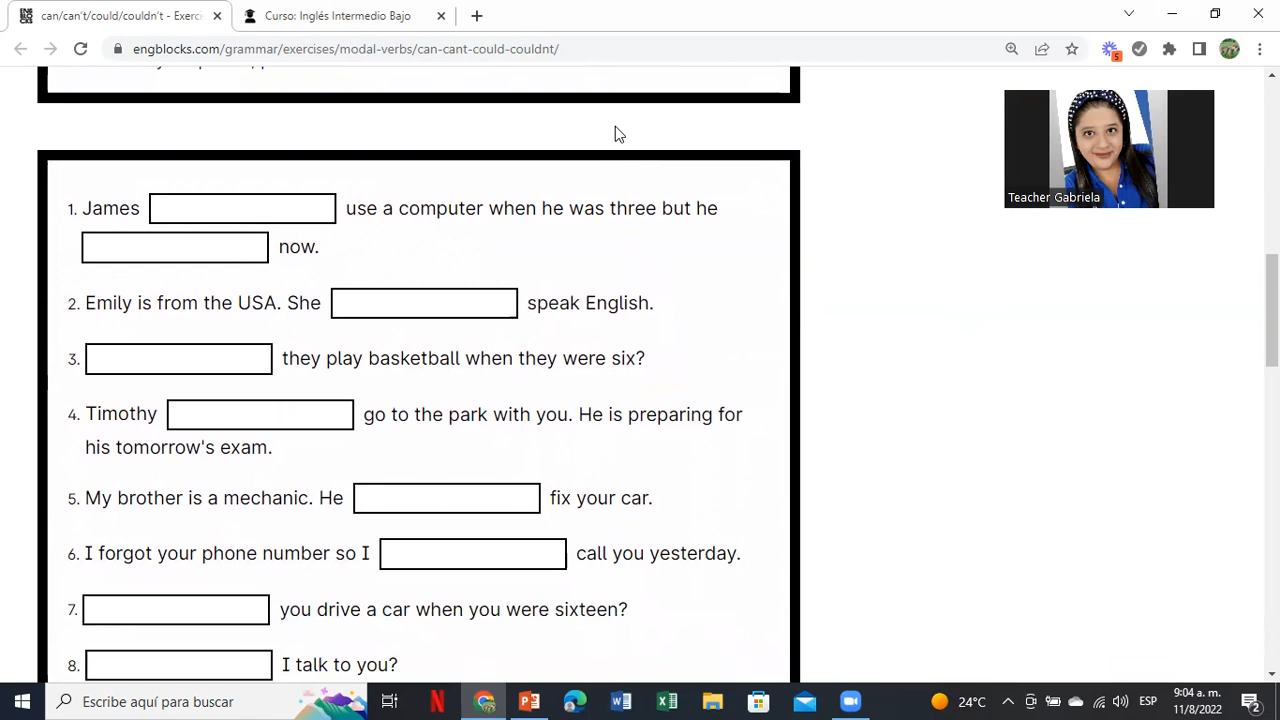 can/can't/could/couldn't - Exerc
Curso: Inglés Intermedio Bajo
engblocks.com/grammar/exercises/modal-verbs/can-cant-could-couldnt/
5
Teacher Gabriela
1. James use a computer when he was three but he
now.
2. Emily is from the USA. She speak English.
3. they play basketball when they were six?
4. Timothy go to the park with you. He is preparing for
his tomorrow's exam.
5. My brother is a mechanic. He fix your car.
6. I forgot your phone number so I call you yesterday.
7. you drive a car when you were sixteen?
8. I talk to you?
Escribe aquí para buscar
24°C
ESP
9:04 a. m.
11/8/2022
2